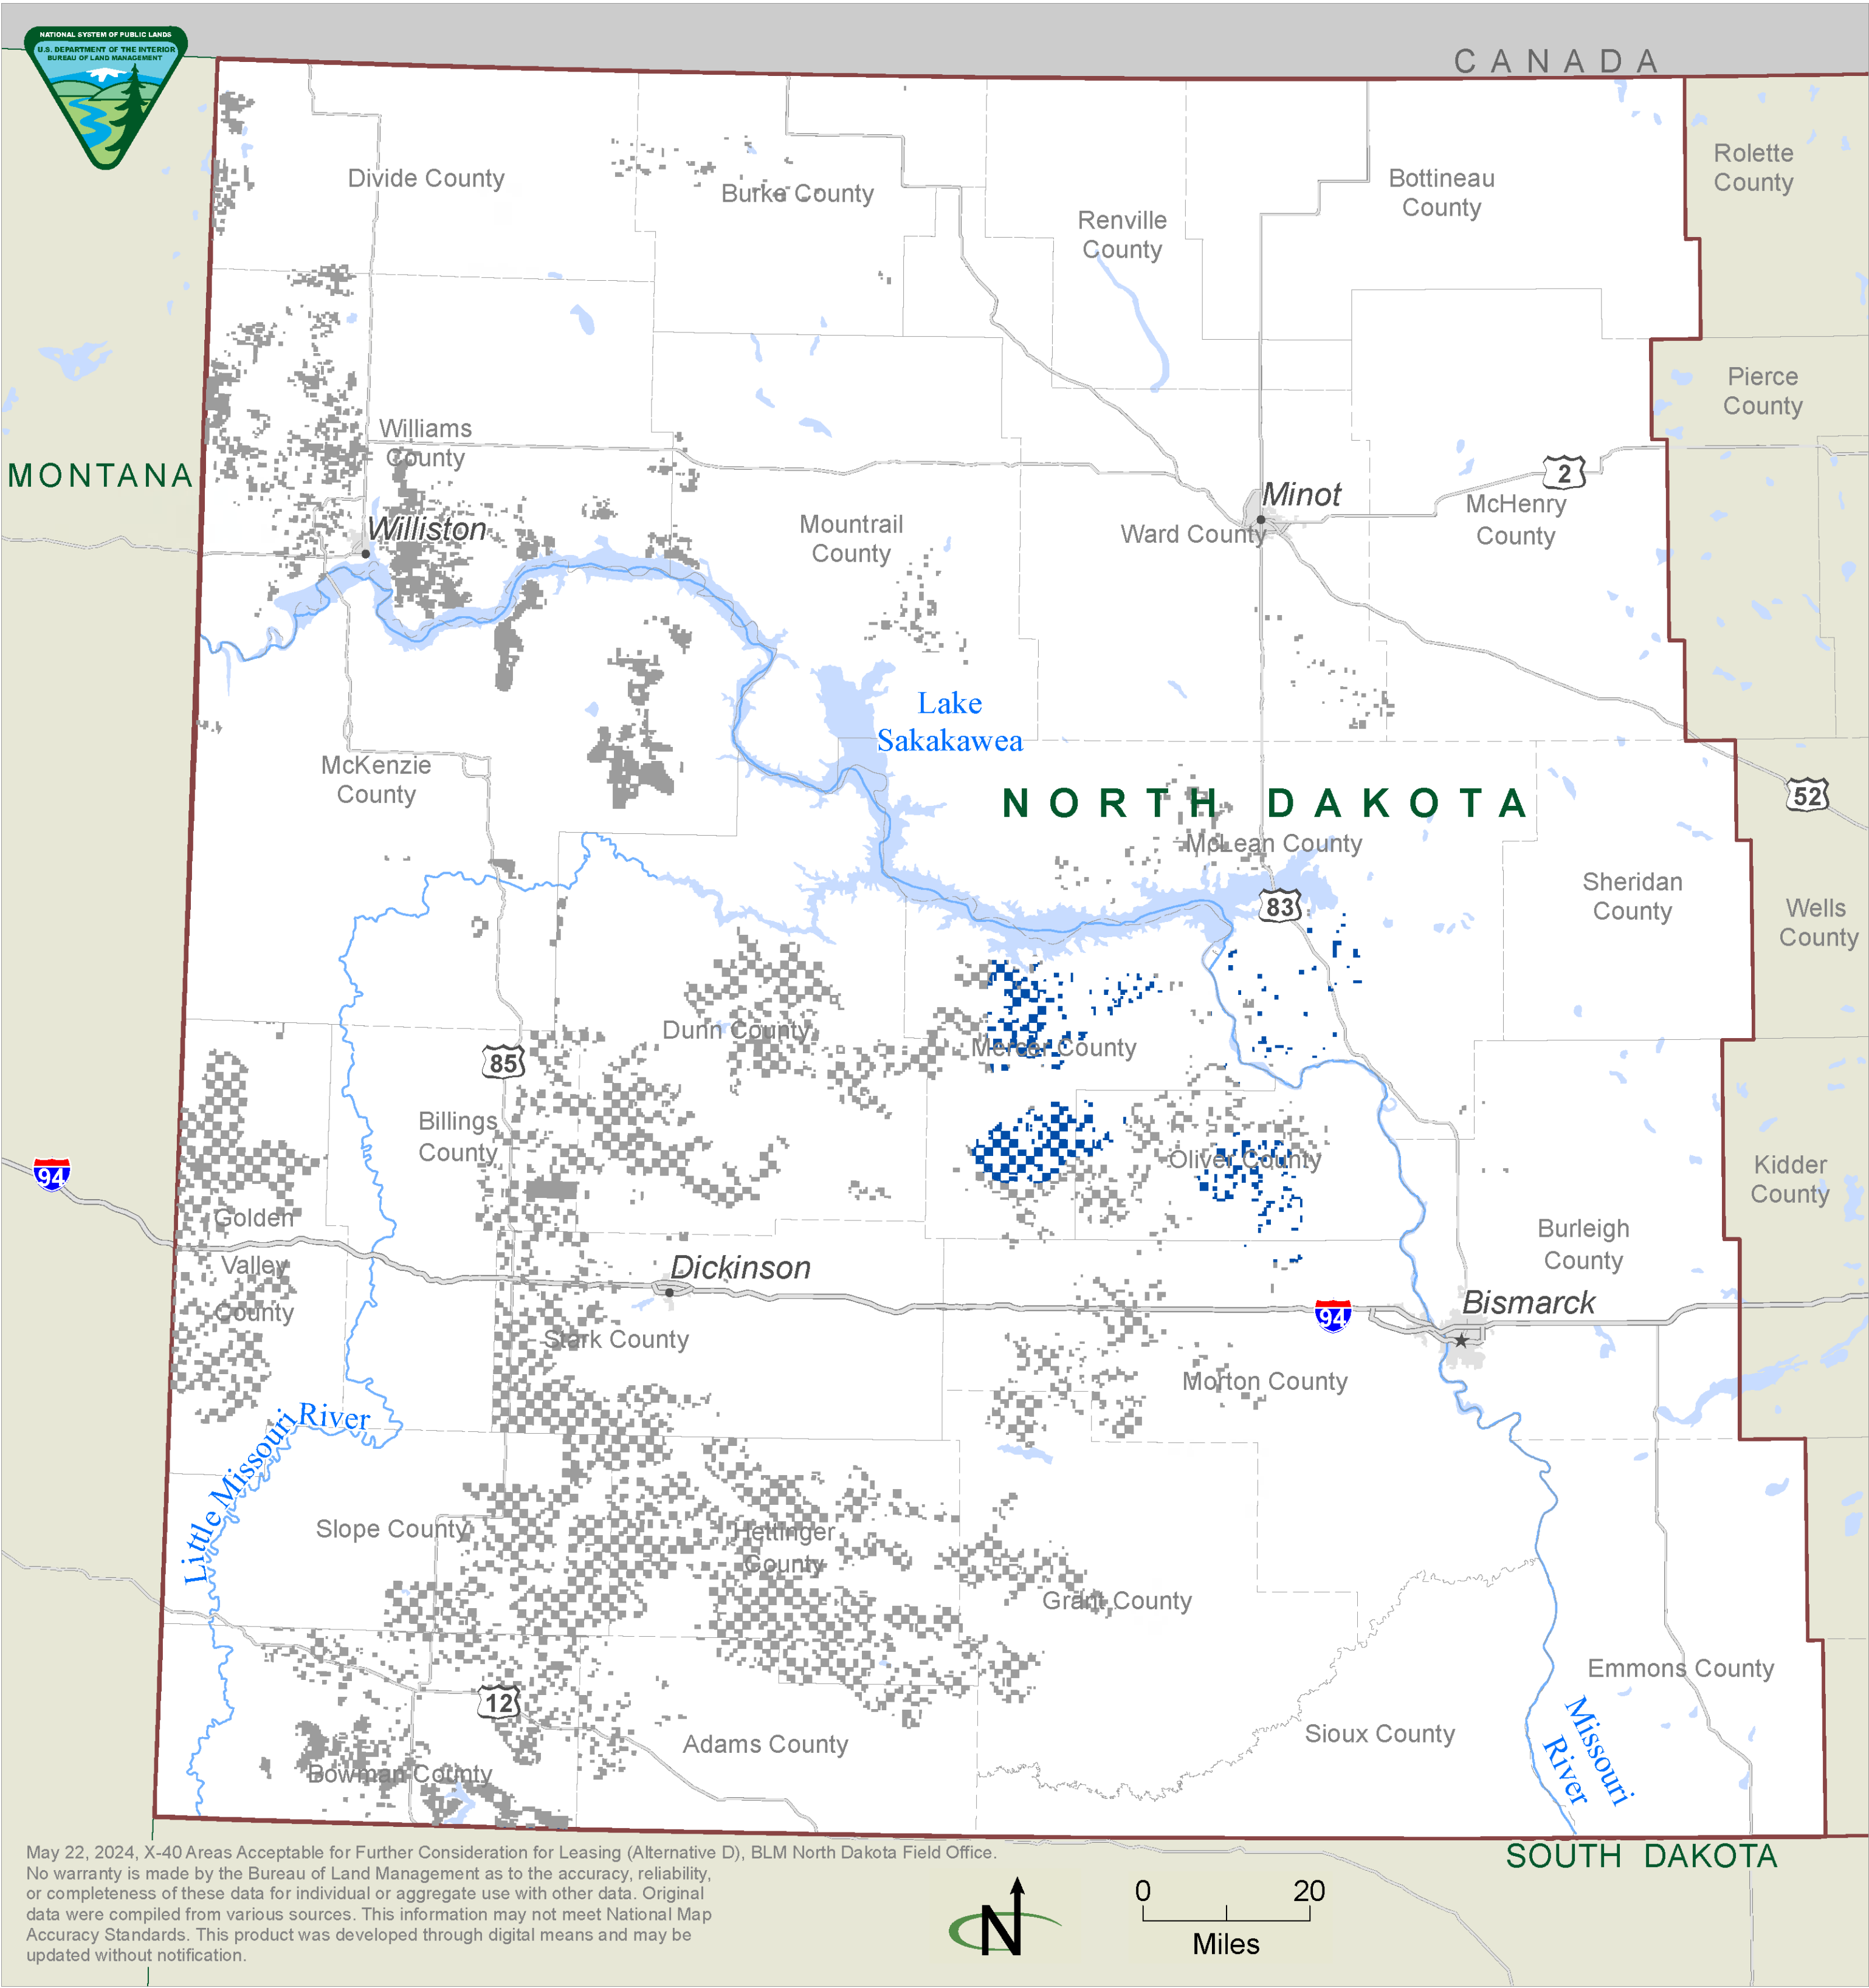 NATIONAL SYSTEM OF PUBLIC LANDS
U.S. DEPARTMENT OF THE INTERIOR
BUREAU OF LAND MANAGEMENT
CANADA
Divide County
Burke County
Renville
County
Bottineau
County
Rolette
County
Pierce
County
MONTANA
Williams
County
Williston
Mountrail
County
Minot
Ward County
2
McHenry
County
Lake
Sakakawea
McKenzie
County
NORTH DAKOTA
52
McLean County
83
Sheridan
County
Wells
County
Dunn County
Mercer County
85
Billings
County
Oliver County
Kidder
County
94
Golden
Valley
County
Burleigh
County
Dickinson
94
Bismarck
Stark County
Morton County
Little Missouri River
Slope County
Hettinger
County
Grant County
Emmons County
12
Adams County
Sioux County
Missouri
River
Bowman County
May 22, 2024, X-40 Areas Acceptable for Further Consideration for Leasing (Alternative D), BLM North Dakota Field Office.
No warranty is made by the Bureau of Land Management as to the accuracy, reliability,
or completeness of these data for individual or aggregate use with other data. Original
data were compiled from various sources. This information may not meet National Map
Accuracy Standards. This product was developed through digital means and may be
updated without notification.
SOUTH DAKOTA
N
0 20
Miles